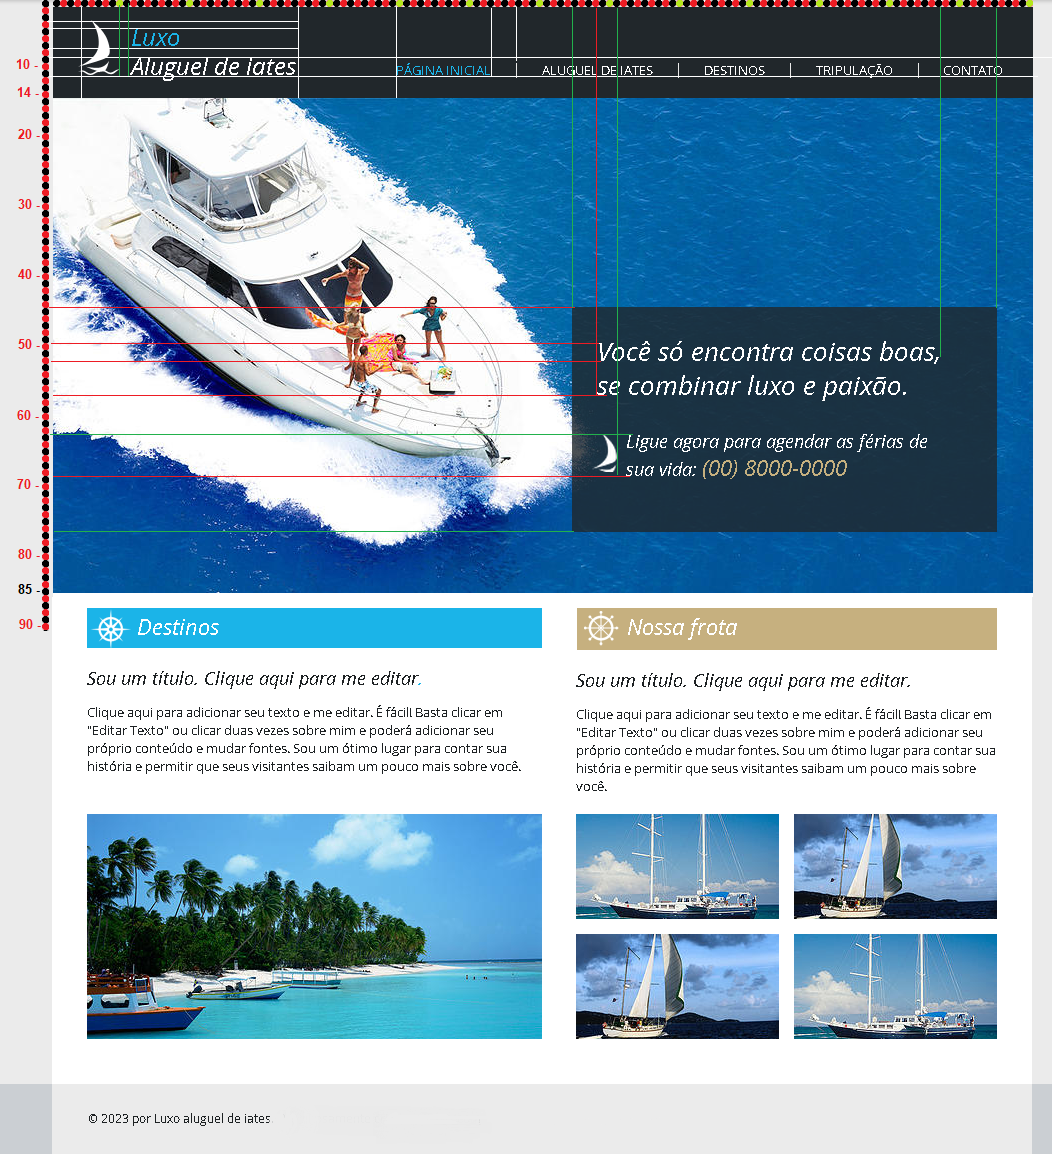 Luxo
Aluguel de iates
PÁGINA INICIAL | ALUGUEL DE IATES | DESTINOS | TRIPULAÇÃO | CONTATO
10 -
14 -
20 -
30 -
40 -
50 -
60 -
70 -
80 -
85 -
90 -
Você só encontra coisas boas,
se combinar luxo e paixão.
Ligue agora para agendar as férias de
sua vida: (00) 8000-0000
Destinos
Sou um título. Clique aqui para me editar.
Clique aqui para adicionar seu texto e me editar. É fácil! Basta clicar em
"Editar Texto" ou clicar duas vezes sobre mim e poderá adicionar seu
próprio conteúdo e mudar fontes. Sou um ótimo lugar para contar sua
história e permitir que seus visitantes saibam um pouco mais sobre você.
Nossa frota
Sou um título. Clique aqui para me editar.
Clique aqui para adicionar seu texto e me editar. É fácil! Basta clicar em
"Editar Texto" ou clicar duas vezes sobre mim e poderá adicionar seu
próprio conteúdo e mudar fontes. Sou um ótimo lugar para contar sua
história e permitir que seus visitantes saibam um pouco mais sobre
você.
© 2023 por Luxo aluguel de iates.